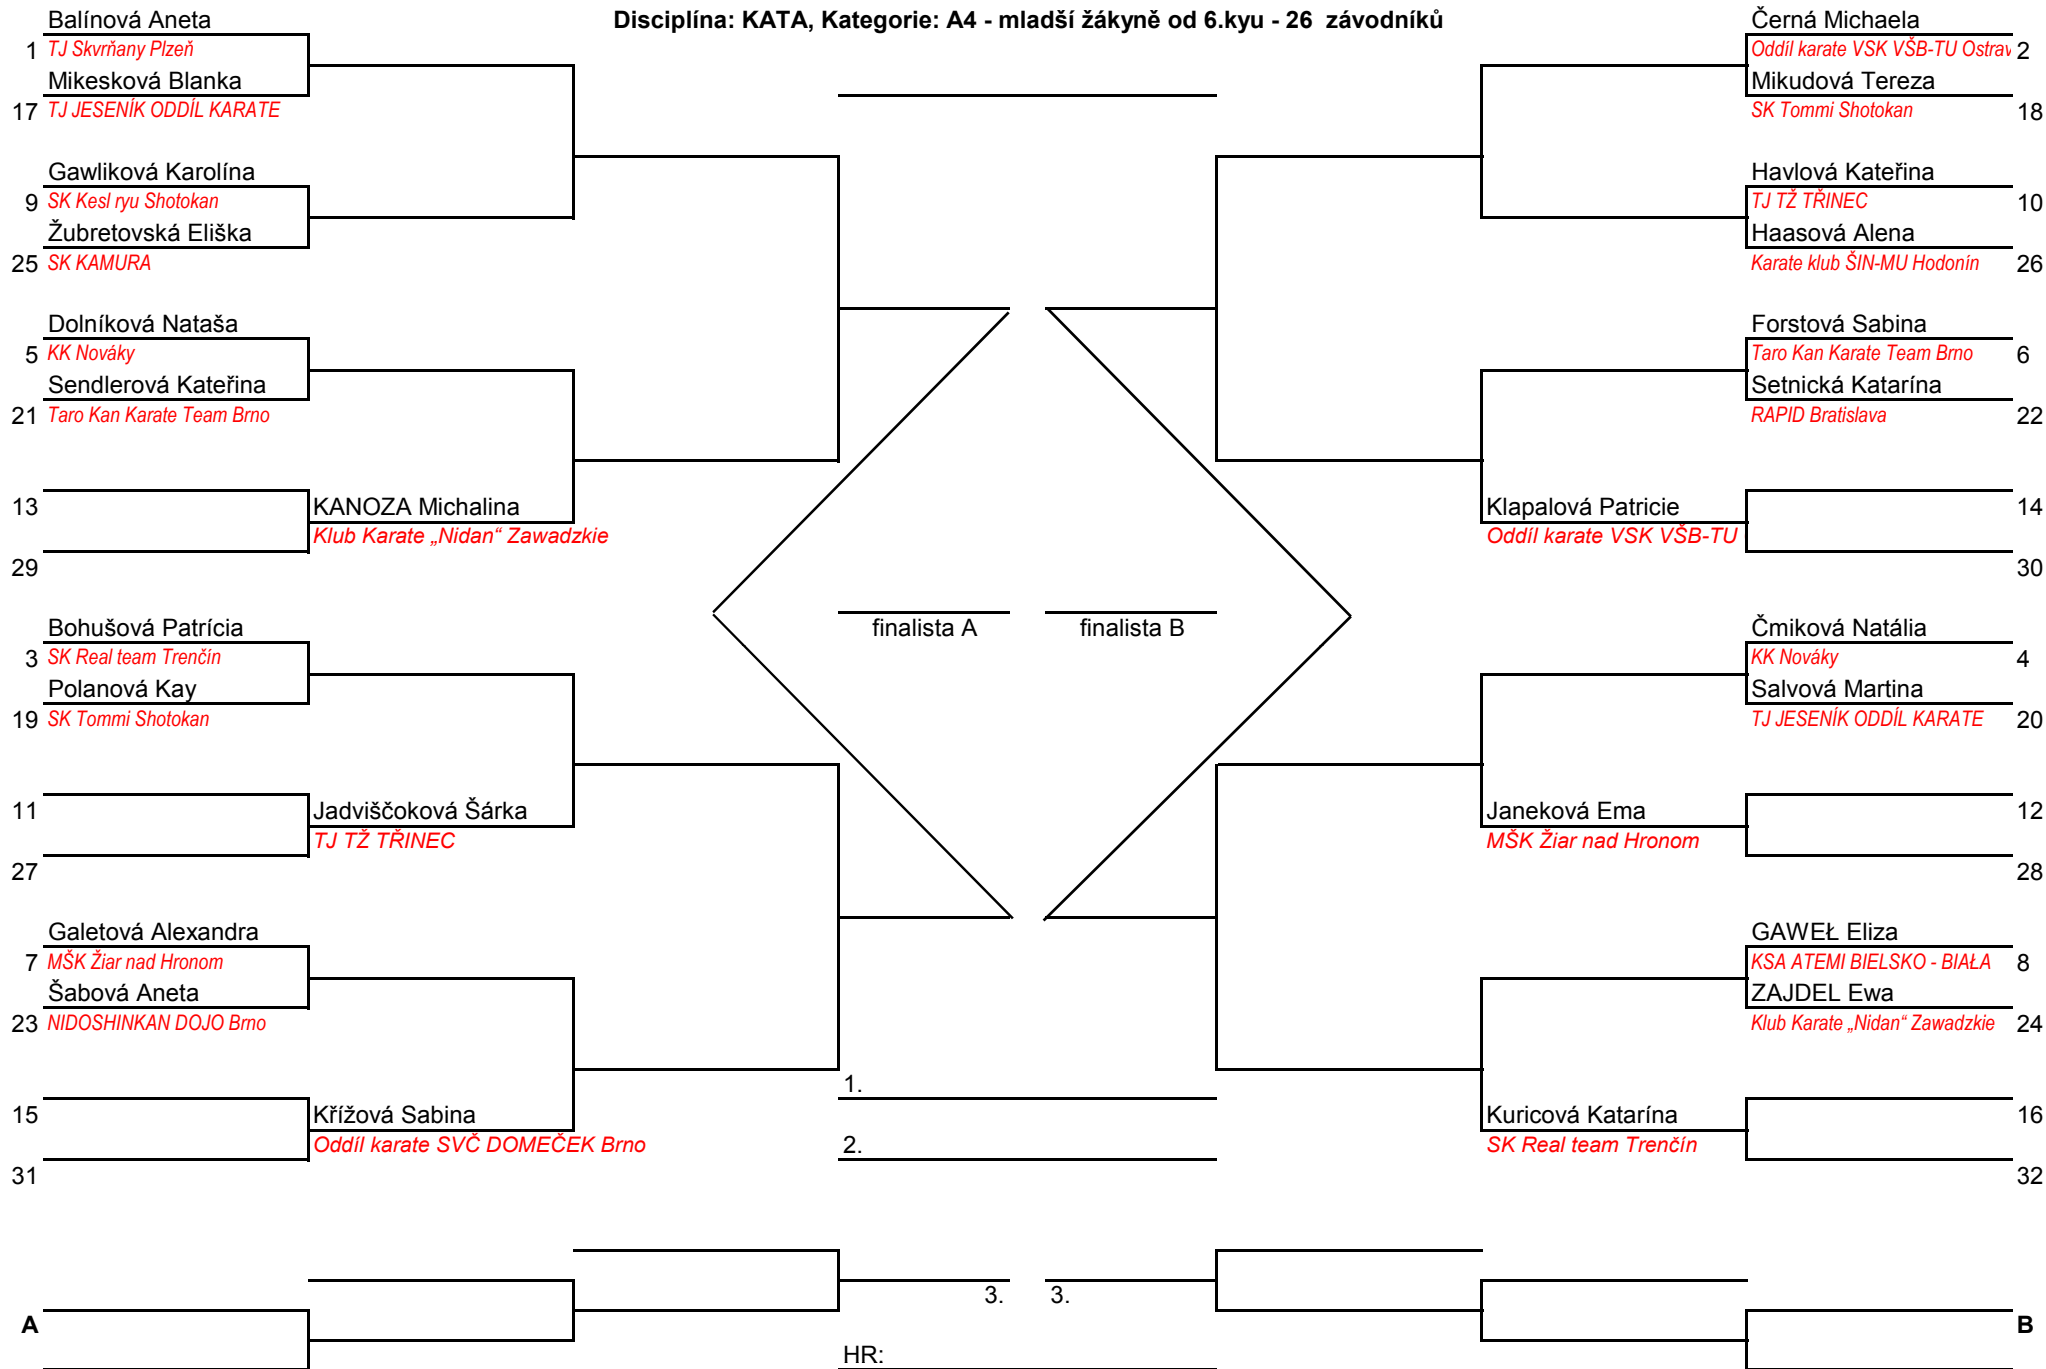 Disciplína: KATA, Kategorie: A4 - mladší žákyně od 6.kyu - 26 závodníků
Balínová Aneta
1 TJ Skvrňany Plzeň
Mikesková Blanka
17 TJ JESENÍK ODDÍL KARATE
Gawliková Karolína
9 SK Kesl ryu Shotokan
Žubretovská Eliška
25 SK KAMURA
Dolníková Nataša
5 KK Nováky
Sendlerová Kateřina
21 Taro Kan Karate Team Brno
13
KANOZA Michalina
Klub Karate „Nidan“ Zawadzkie
29
Bohušová Patrícia
3 SK Real team Trenčín
Polanová Kay
19 SK Tommi Shotokan
11
Jadviščoková Šárka
TJ TŽ TŘINEC
27
Galetová Alexandra
7 MŠK Žiar nad Hronom
Šabová Aneta
23 NIDOSHINKAN DOJO Brno
15
Křížová Sabina
Oddíl karate SVČ DOMEČEK Brno
31
A
finalista A
finalista B
1.
2.
3.
3.
HR:
Černá Michaela
Oddíl karate VSK VŠB-TU Ostrav 2
Mikudová Tereza
SK Tommi Shotokan 18
Havlová Kateřina
TJ TŽ TŘINEC 10
Haasová Alena
Karate klub ŠIN-MU Hodonín 26
Forstová Sabina
Taro Kan Karate Team Brno 6
Setnická Katarína
RAPID Bratislava 22
Klapalová Patricie
14
Oddíl karate VSK VŠB-TU
30
Čmiková Natália
KK Nováky 4
Salvová Martina
TJ JESENÍK ODDÍL KARATE 20
Janeková Ema
12
MŠK Žiar nad Hronom
28
GAWEŁ Eliza
KSA ATEMI BIELSKO - BIAŁA 8
ZAJDEL Ewa
Klub Karate „Nidan“ Zawadzkie 24
Kuricová Katarína
16
SK Real team Trenčín
32
B